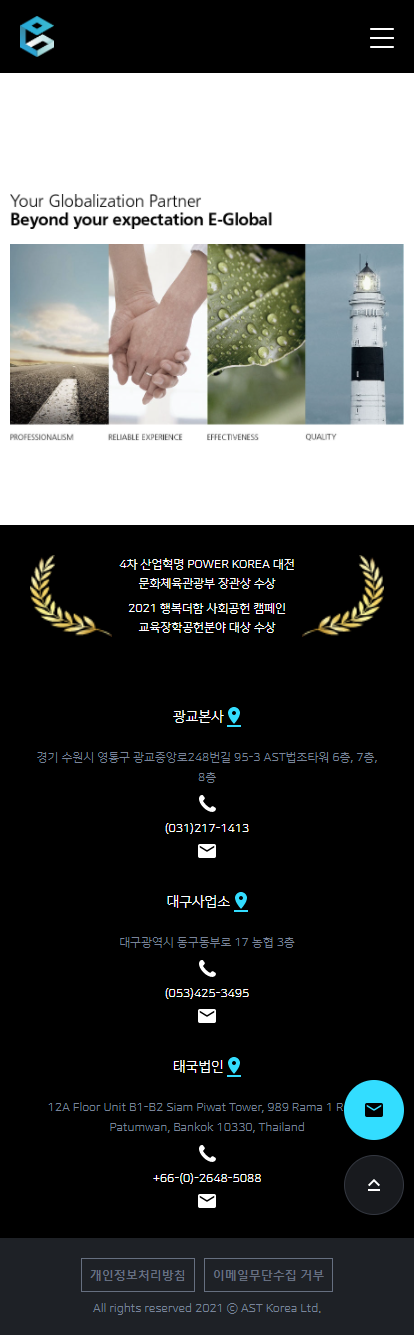 Your Globalization Partner
Beyond your expectation E-Global
PROFESSIONALISM
RELIABLE EXPERIENCE
EFFECTIVENESS
QUALITY
4차 산업혁명 POWER KOREA 대전
문화체육관광부 장관상 수상
2021 행복더함 사회공헌 캠페인
교육장학공헌분야 대상 수상
광교본사
경기 수원시 영통구 광교중앙로248번길 95-3 AST법조타워 6층, 7층,
8층
(031)217-1413
대구사업소
대구광역시 동구동부로 17 농협 3층
(053)425-3495
태국법인
12A Floor Unit B1-B2 Siam Piwat Tower, 989 Rama 1
Patumwan, Bankok 10330, Thailand
+66-(0)-2648-5088
개인정보처리방침
이메일무단수집 거부
All rights reserved 2021 ⓒ AST Korea Ltd.